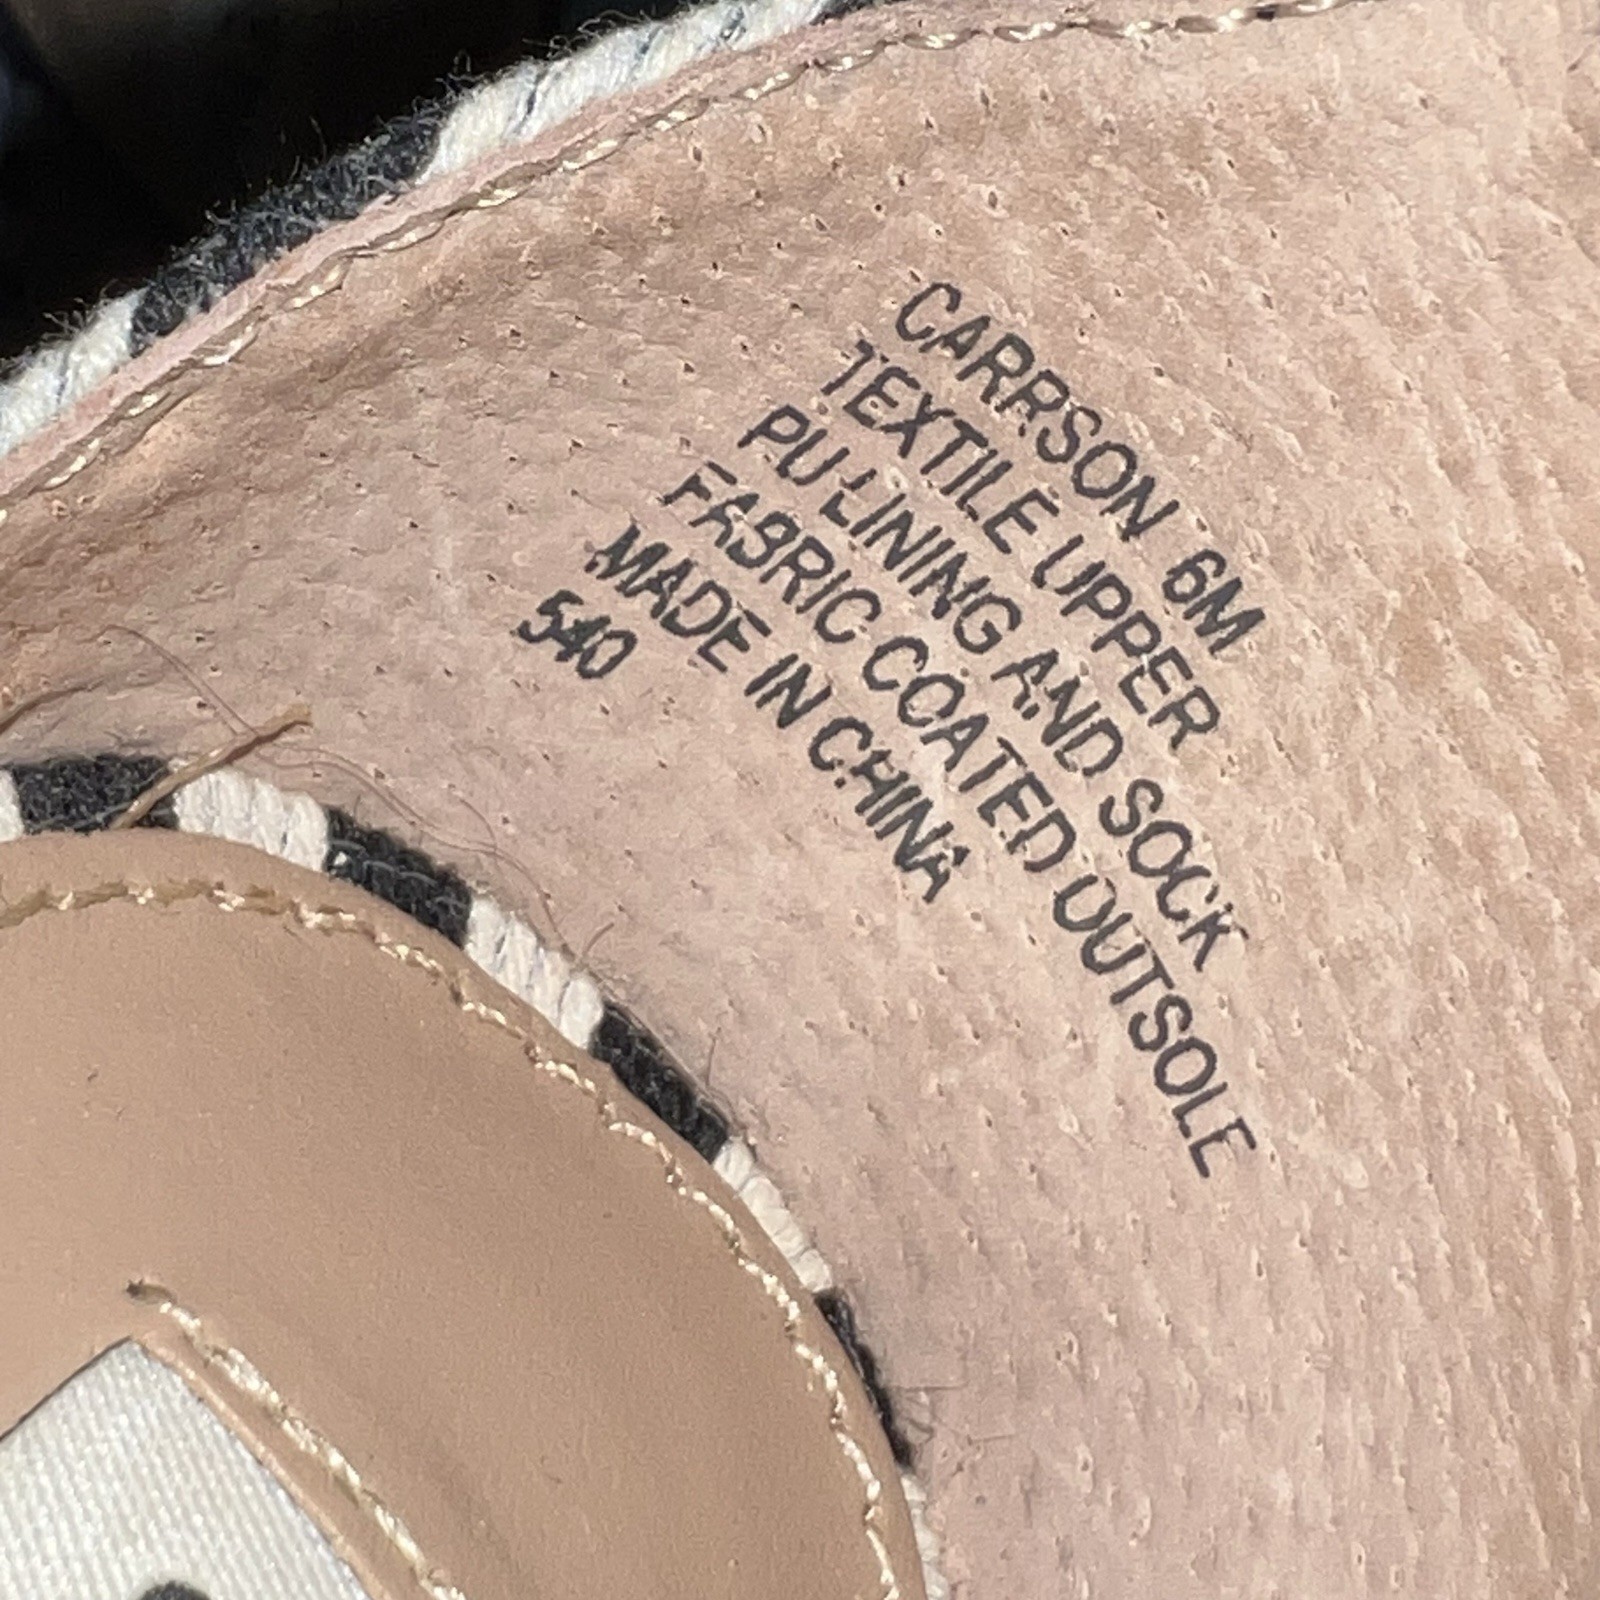 CARRSON 6M
TEXTILE UPPER
PU LINING AND SOCK
FABRIC COATED OUTSOLE
MADE IN CHINA
540